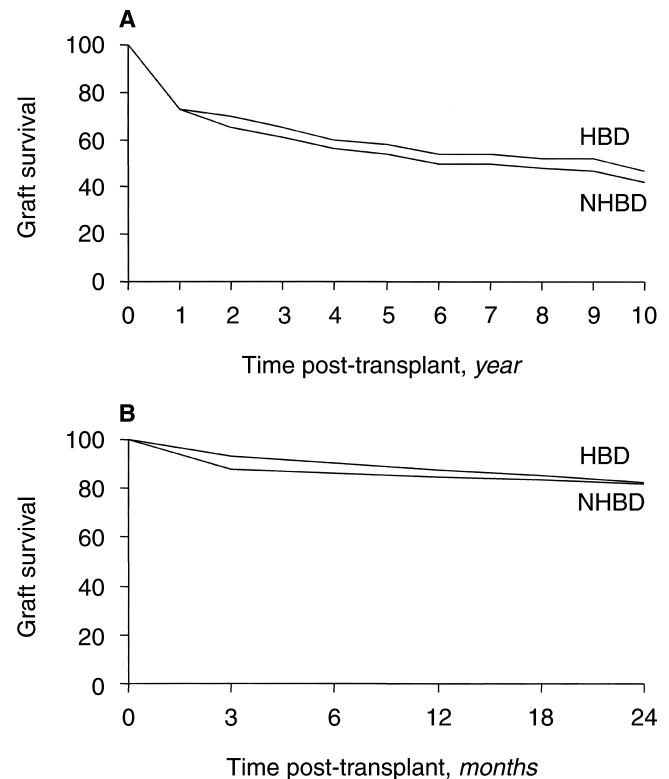 A
Graft survival
100
80
60
40
20
0
HBD
NHBD
0 1 2 3 4 5 6 7 8 9 10
Time post-transplant, year
B
Graft survival
100
80
60
40
20
0
HBD
NHBD
0 3 6 12 18 24
Time post-transplant, months